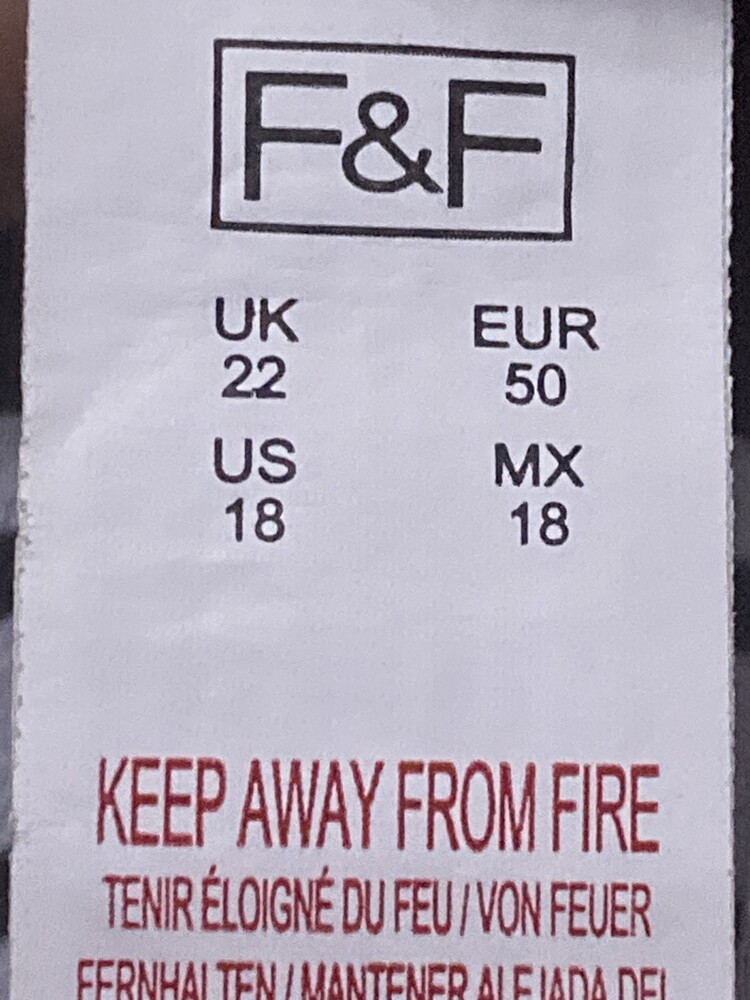 F&F
UK EUR
22 50
US MX
18 18
KEEP AWAY FROM FIRE
TENIR ÉLOIGNÉ DU FEU / VON FEUER
FERNHALTEN / MANTENER ALEJADA DEL